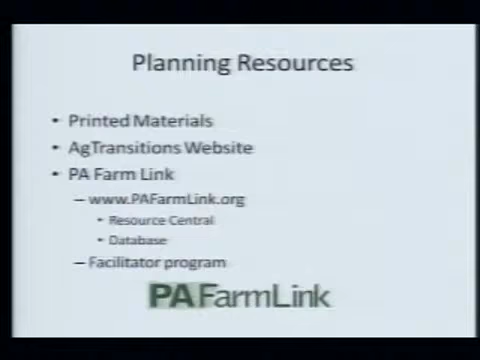 Planning Resources
• Printed Materials
• AgTransitions Website
• PA Farm Link
– www.PAFarmLink.org
• Resource Central
• Database
– Facilitator program
PAFarmLink